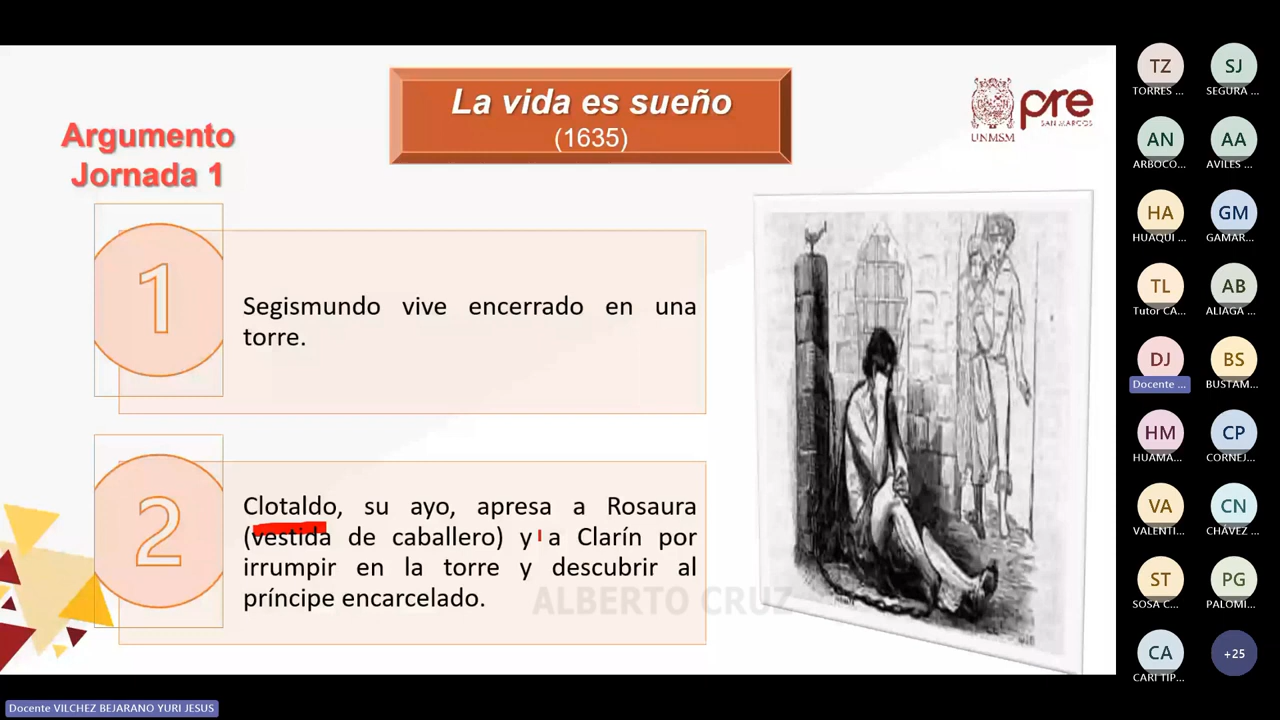 La vida es sueño
(1635)
Argumento
Jornada 1
UNMSM
pre
SAN MARCOS
1
Segismundo vive encerrado en una
torre.
2
Clotaldo, su ayo, apresa a Rosaura
(vestida de caballero) y a Clarín por
irrumpir en la torre y descubrir al
príncipe encarcelado.
ALBERTO CRUZ
TZ
TORRES ...
SJ
SEGURA ...
AN
ARBOCO...
AA
AVILES ...
HA
HUAQUI ...
GM
GAMAR...
TL
Tutor CA...
AB
ALIAGA ...
DJ
Docente ...
BS
BUSTAM...
HM
HUAMA...
CP
CORNEJ...
VA
VALENTI...
CN
CHÁVEZ ...
ST
SOSA C...
PG
PALOMI...
CA
CARI TIP...
+25
Docente VILCHEZ BEJARANO YURI JESUS